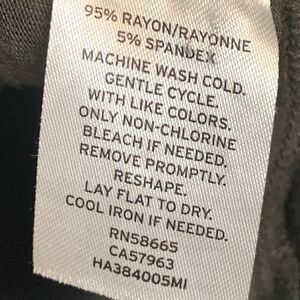 95% RAYON/RAYONNE
5% SPANDEX
MACHINE WASH COLD.
GENTLE CYCLE.
WITH LIKE COLORS.
ONLY NON-CHLORINE
BLEACH IF NEEDED.
REMOVE PROMPTLY.
RESHAPE.
LAY FLAT TO DRY.
COOL IRON IF NEEDED.
RN58665
CA57963
HA384005MI